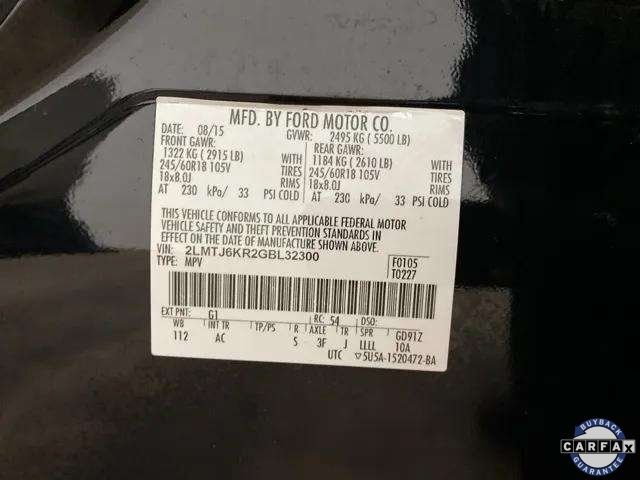 MFD. BY FORD MOTOR CO.
DATE: 08/15 GVWR: 2495 KG ( 5500 LB)
FRONT GAWR: REAR GAWR:
1322 KG ( 2915 LB) WITH 1184 KG ( 2610 LB) WITH
245/60R18 105V TIRES 245/60R18 105V TIRES
18x8.0J RIMS 18x8.0J RIMS
AT 230 kPa/ 33 PSI COLD AT 230 kPa/ 33 PSI COLD
THIS VEHICLE CONFORMS TO ALL APPLICABLE FEDERAL MOTOR
VEHICLE SAFETY AND THEFT PREVENTION STANDARDS IN
EFFECT ON THE DATE OF MANUFACTURE SHOWN ABOVE.
VIN: 2LMTJ6KR2GBL32300 F0105
TYPE: MPV T0227
EXT PNT: G1 RC: 54 DSO:
WB INT TR TP/PS R AXLE TR SPR GD91Z
112 AC S 3F J LLLL 10A
UTC ▽5U5A-1520472-BA
BUYBACK
CARFAX
GUARANTEE